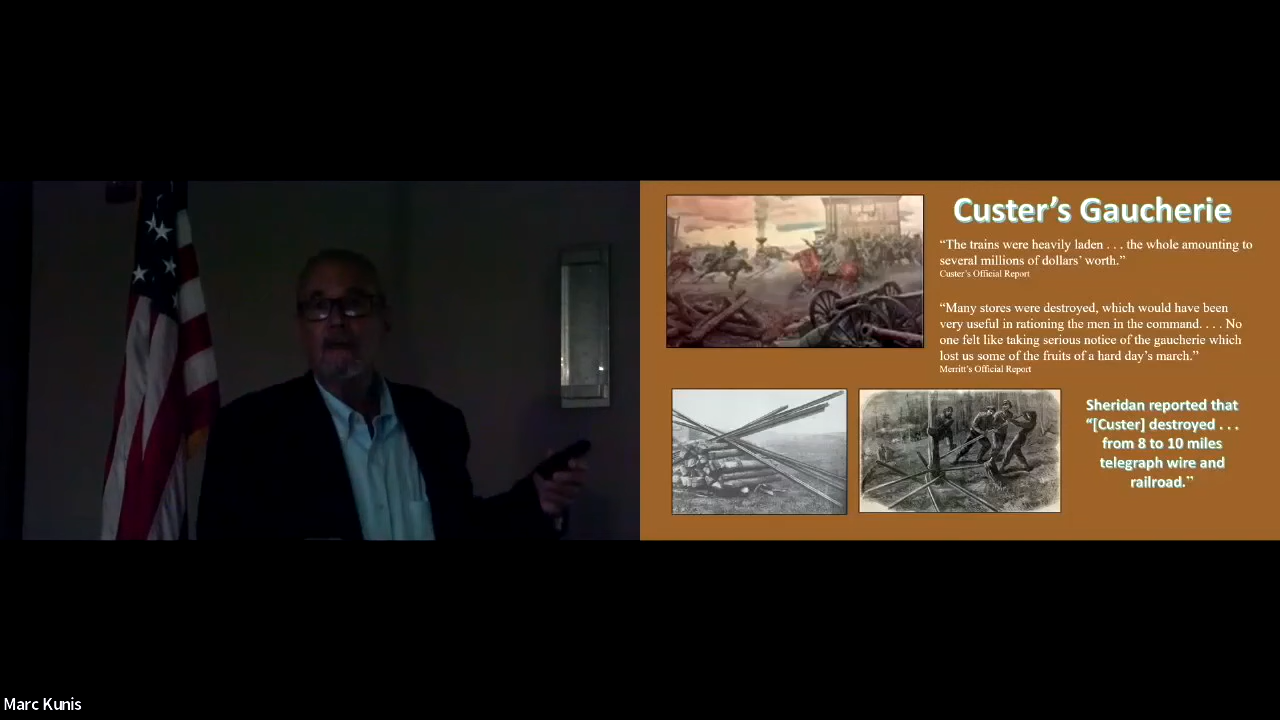 Custer’s Gaucherie
“The trains were heavily laden . . . the whole amounting to
several millions of dollars’ worth.”
Custer’s Official Report
“Many stores were destroyed, which would have been
very useful in rationing the men in the command. . . . No
one felt like taking serious notice of the gaucherie which
lost us some of the fruits of a hard day’s march.”
Merritt’s Official Report
Sheridan reported that
“[Custer] destroyed . . .
from 8 to 10 miles
telegraph wire and
railroad.”
Marc Kunis